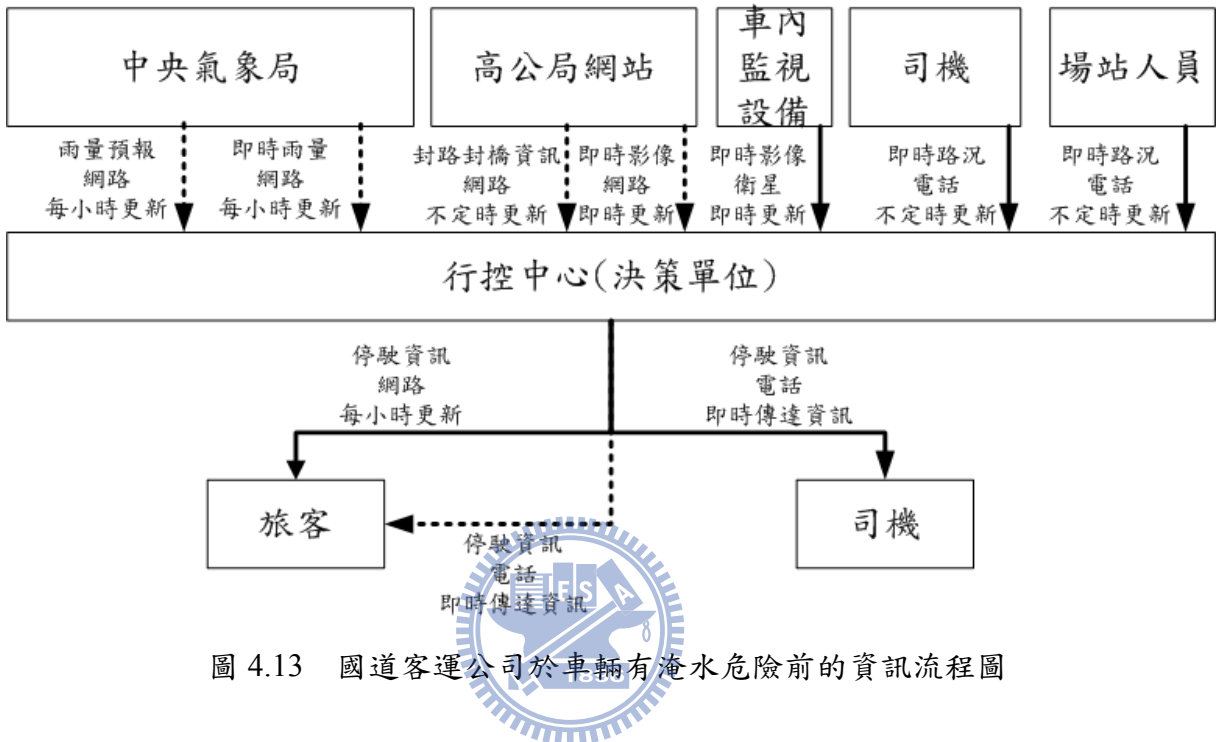 中央氣象局
高公局網站
車內
監視
設備
司機
場站人員
雨量預報
網路
每小時更新
即時雨量
網路
每小時更新
封路封橋資訊
網路
不定時更新
即時影像
網路
即時更新
即時影像
衛星
即時更新
即時路況
電話
不定時更新
即時路況
電話
不定時更新
行控中心(決策單位)
停駛資訊
網路
每小時更新
停駛資訊
電話
即時傳達資訊
旅客
司機
停駛資訊
電話
即時傳達資訊
E S A
8
1896
圖 4.13 國道客運公司於車輛有淹水危險前的資訊流程圖